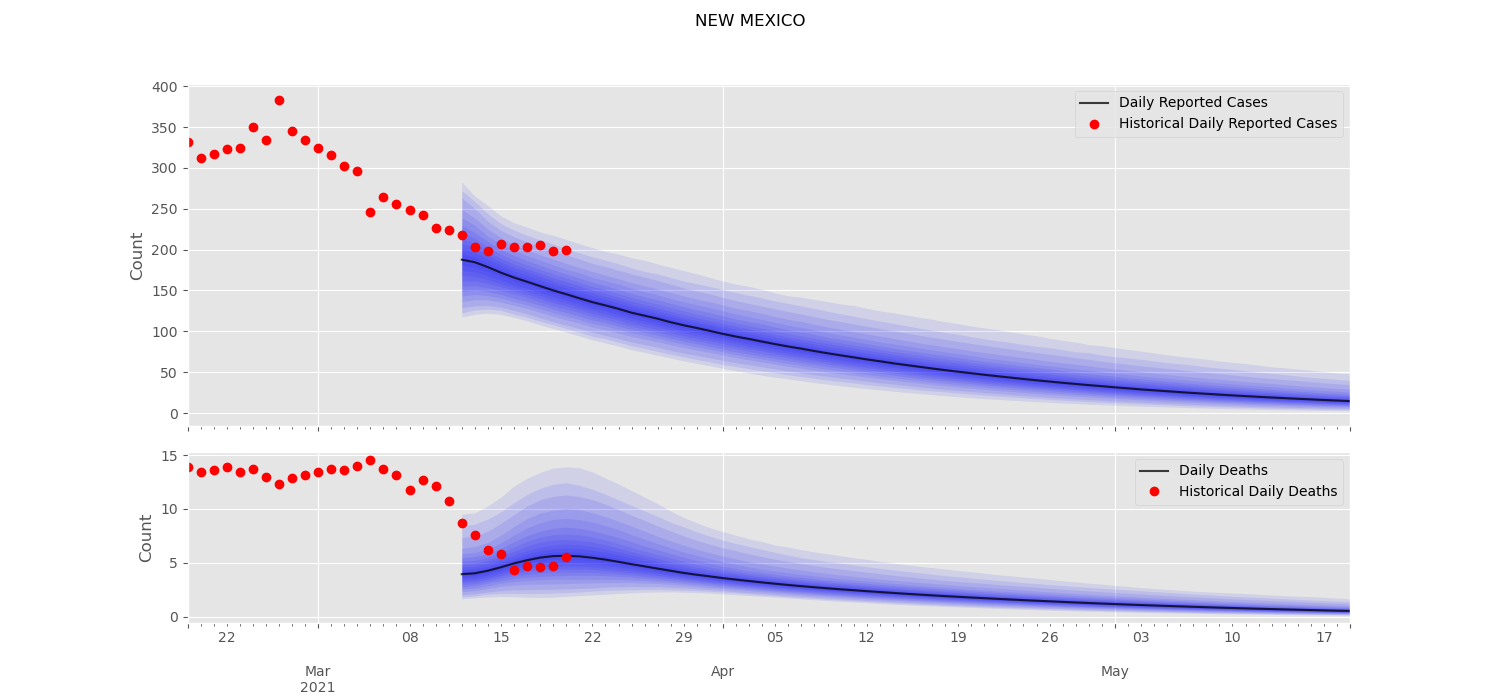 NEW MEXICO
400
350
300
250
200
150
100
50
0
Count
Daily Reported Cases
Historical Daily Reported Cases
15
10
5
0
Count
Daily Deaths
Historical Daily Deaths
22 08 15 22 29 05 12 19 26 03 10 17
Mar Apr May
2021